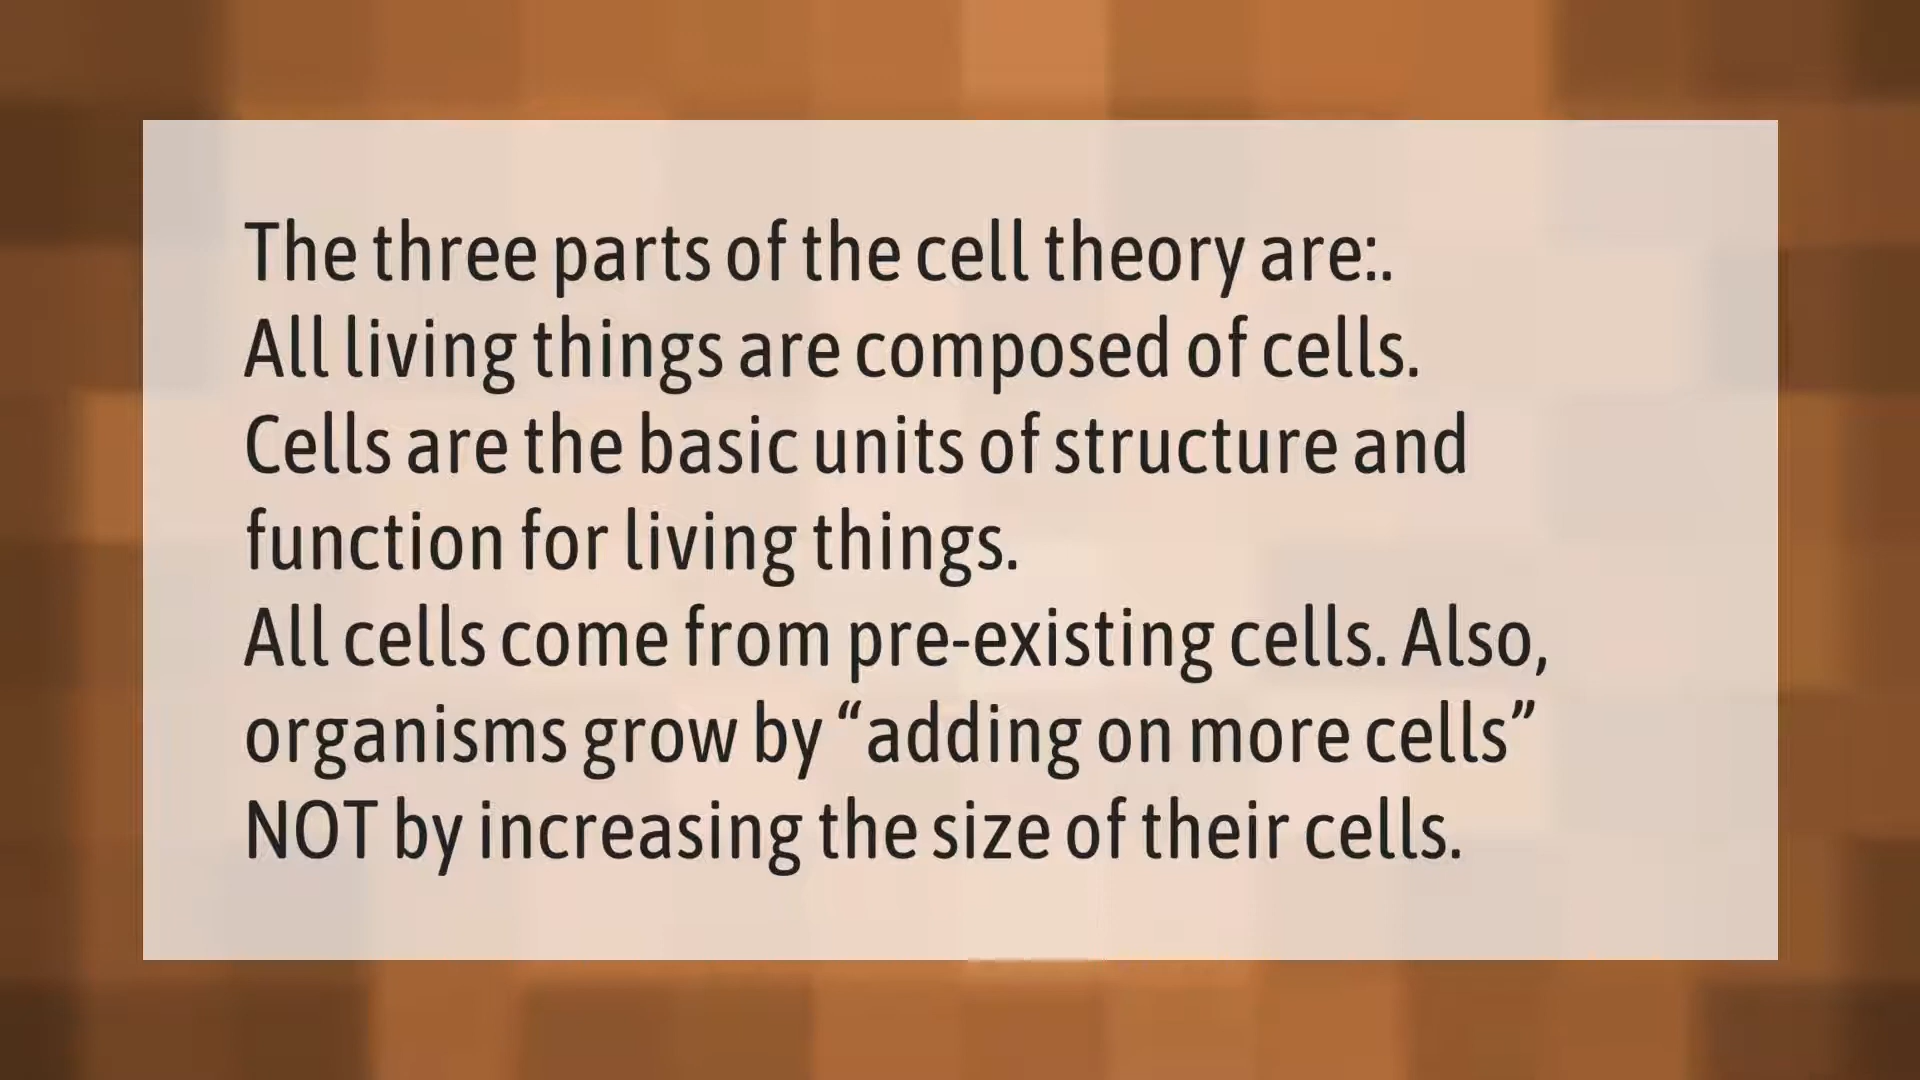 The three parts of the cell theory are:.
All living things are composed of cells.
Cells are the basic units of structure and
function for living things.
All cells come from pre-existing cells. Also,
organisms grow by “adding on more cells”
NOT by increasing the size of their cells.